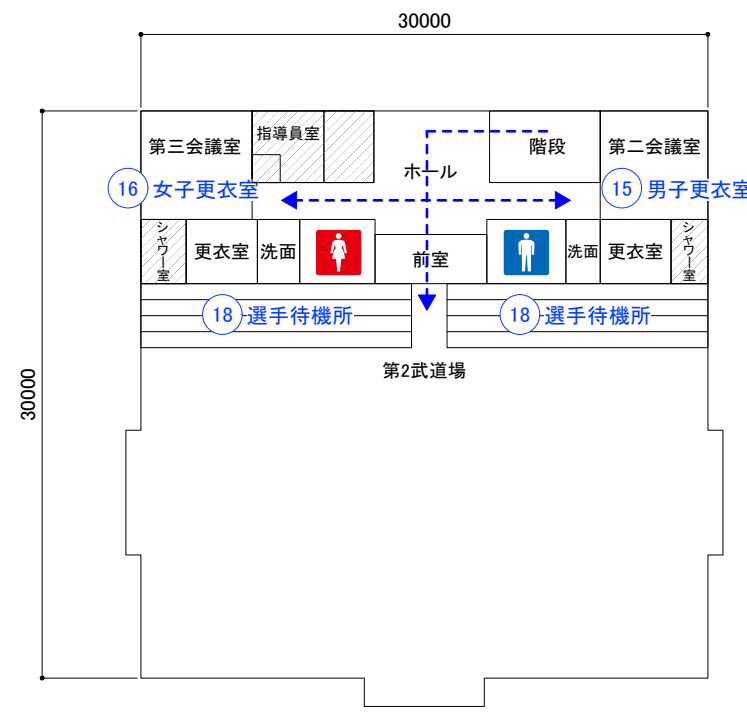 30000
30000
第三会議室
指導員室
ホール
階段
第二会議室
16 女子更衣室
15 男子更衣室
シャワー室
更衣室
洗面
前室
洗面
更衣室
シャワー室
18 選手待機所
18 選手待機所
第2武道場